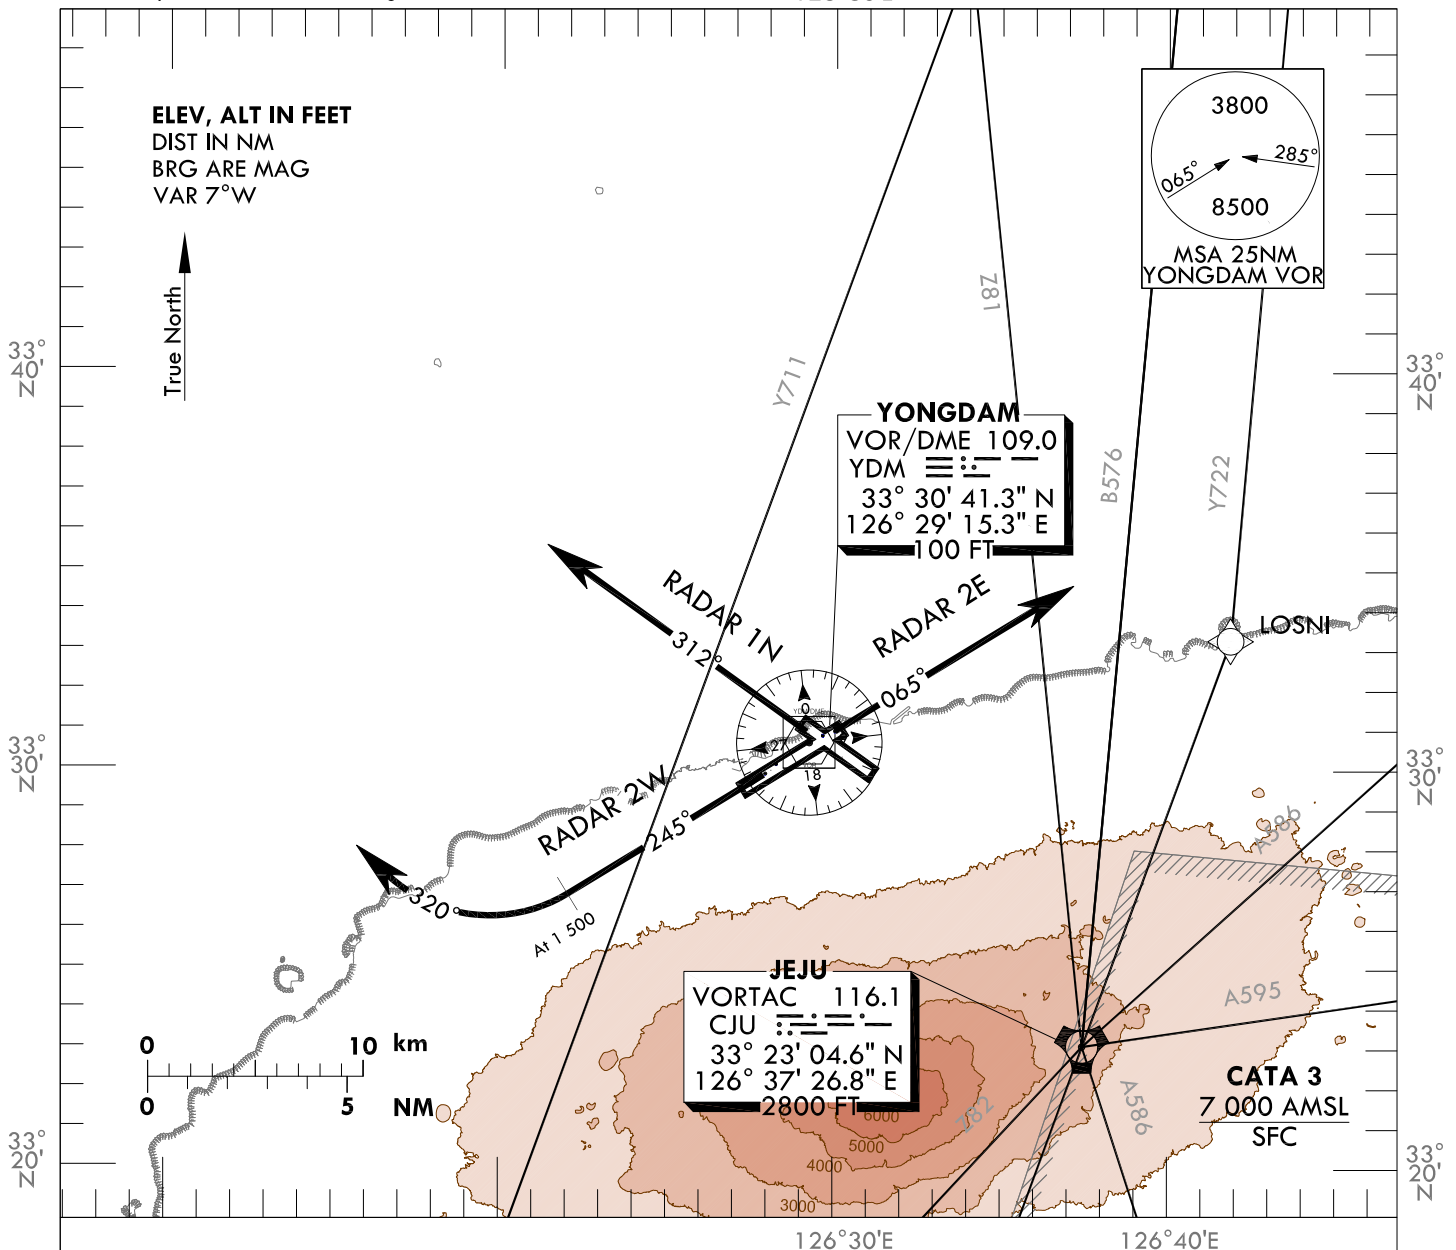 ELEV, ALT IN FEET
DIST IN NM
BRG ARE MAG
VAR 7°W
True North
3800
065°
285°
8500
MSA 25NM
YONGDAM VOR
33°
40'
N
33°
40'
N
Y711
Z81
B576
Y722
YONGDAM
VOR/DME 109.0
YDM
33° 30' 41.3" N
126° 29' 15.3" E
100 FT
RADAR 1N
312°
RADAR 2E
065°
LOSNI
0
27
18
33°
30'
N
33°
30'
N
RADAR 2W
245°
320°
At 1 500
A586
JEJU
VORTAC 116.1
CJU
33° 23' 04.6" N
126° 37' 26.8" E
2800 FT
A595
0 10 km
0 5 NM
Z82
A586
CATA 3
7 000 AMSL
SFC
6000
5000
4000
3000
33°
20'
N
33°
20'
N
126°30'E
126°40'E